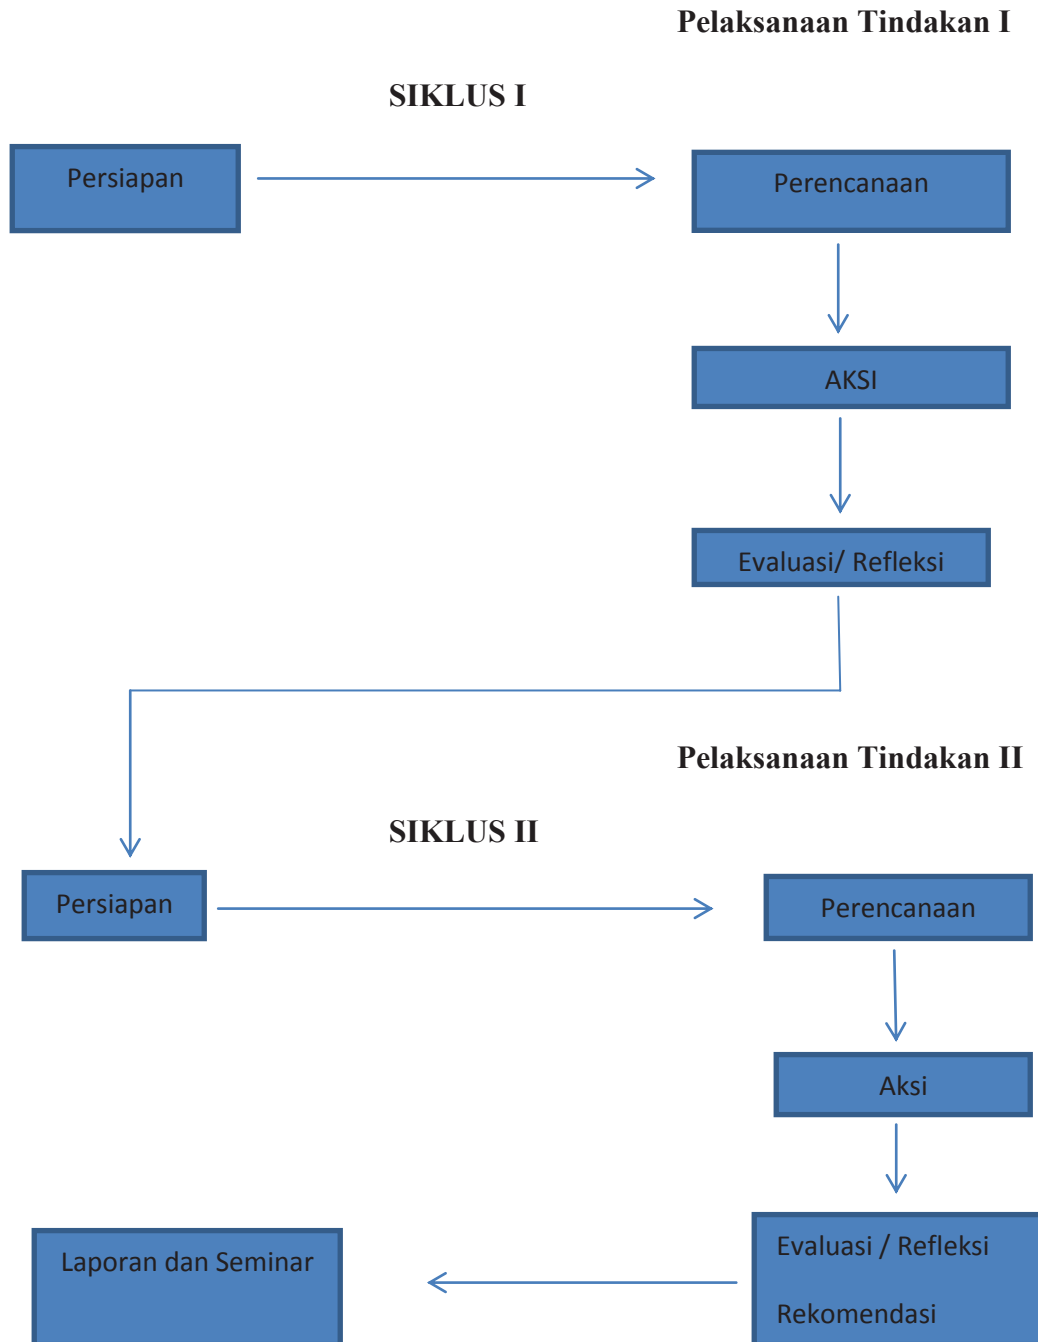 Pelaksanaan Tindakan I
SIKLUS I
Persiapan
Perencanaan
AKSI
Evaluasi/ Refleksi
Pelaksanaan Tindakan II
SIKLUS II
Persiapan
Perencanaan
Aksi
Evaluasi / Refleksi
Rekomendasi
Laporan dan Seminar